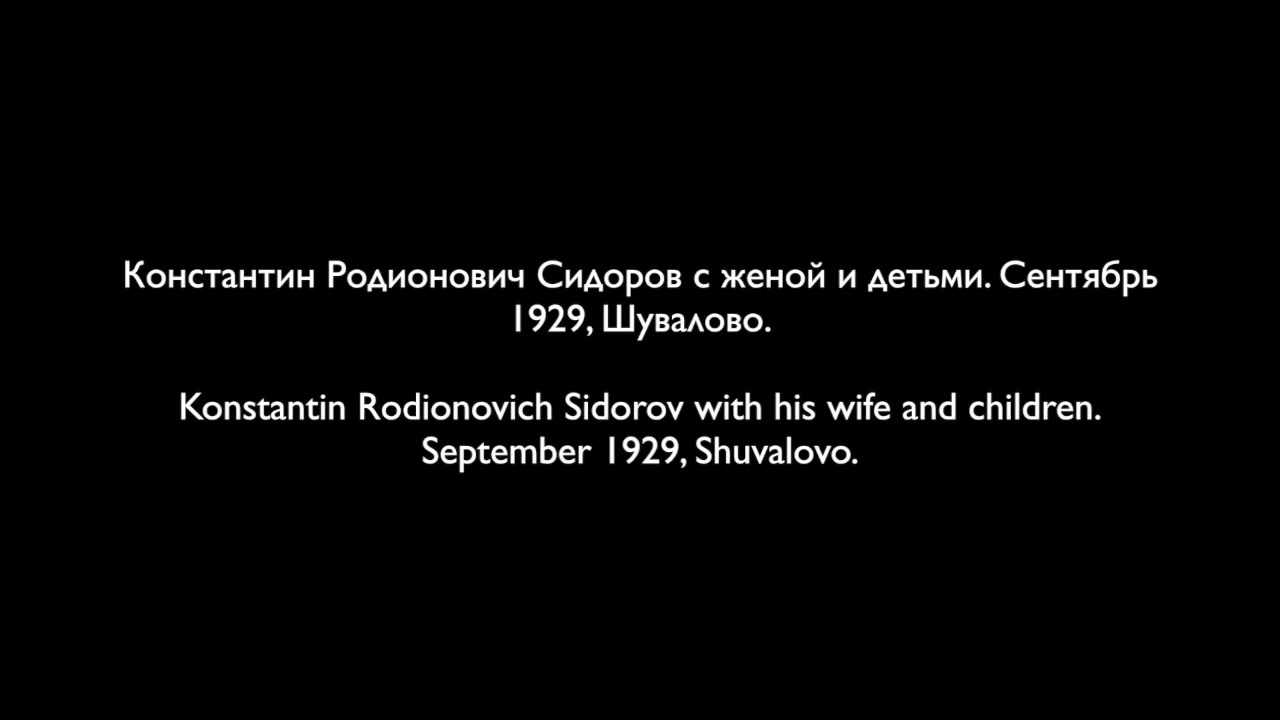 Константин Родионович Сидоров с женой и детьми. Сентябрь
1929, Шувалово.
Konstantin Rodionovich Sidorov with his wife and children.
September 1929, Shuvalovo.